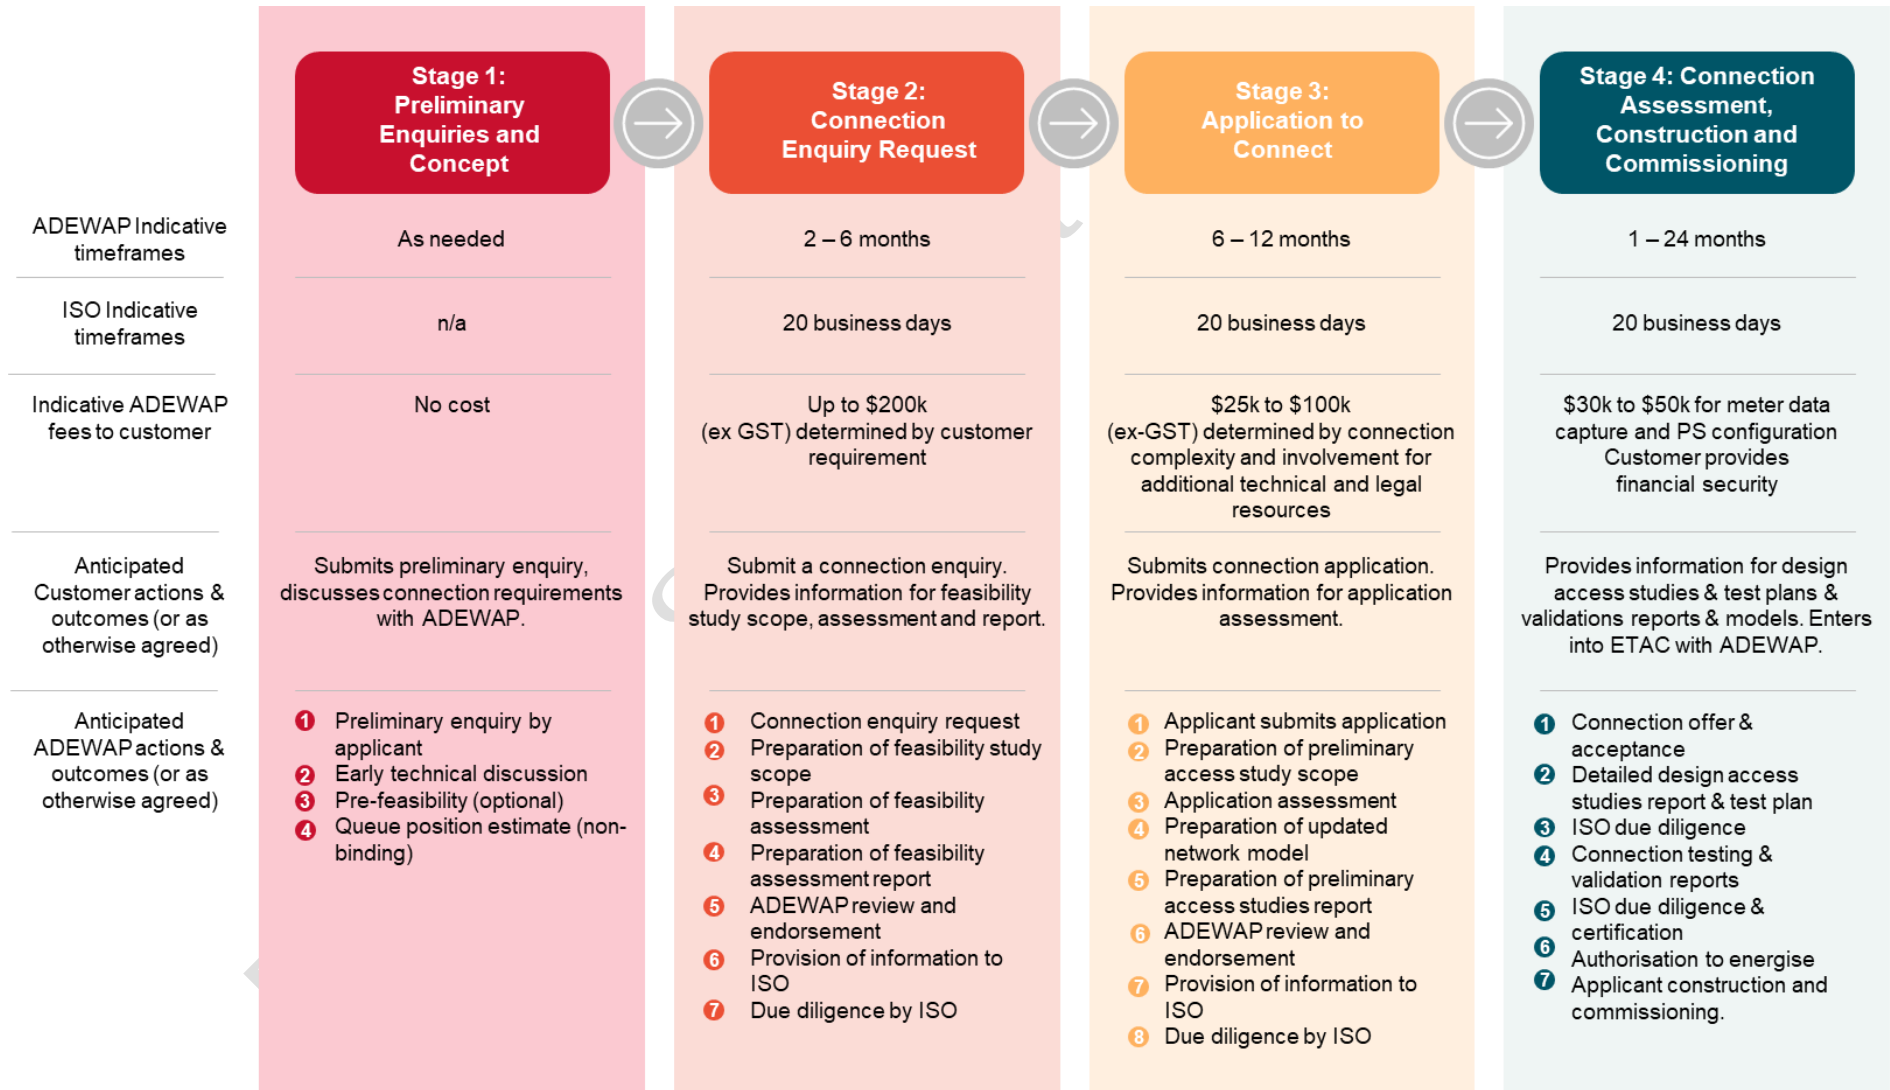 Stage 1:
Preliminary
Enquiries and
Concept
Stage 2:
Connection
Enquiry Request
Stage 3:
Application to
Connect
Stage 4: Connection
Assessment,
Construction and
Commissioning
ADEWAP Indicative
timeframes
As needed
2 – 6 months
6 – 12 months
1 – 24 months
ISO Indicative
timeframes
n/a
20 business days
20 business days
20 business days
Indicative ADEWAP
fees to customer
No cost
Up to $200k
(ex GST) determined by customer
requirement
$25k to $100k
(ex-GST) determined by connection
complexity and involvement for
additional technical and legal
resources
$30k to $50k for meter data
capture and PS configuration
Customer provides
financial security
Anticipated
Customer actions &
outcomes (or as
otherwise agreed)
Submits preliminary enquiry,
discusses connection requirements
with ADEWAP.
Submit a connection enquiry.
Provides information for feasibility
study scope, assessment and report.
Submits connection application.
Provides information for application
assessment.
Provides information for design
access studies & test plans &
validations reports & models. Enters
into ETAC with ADEWAP.
Anticipated
ADEWAP actions &
outcomes (or as
otherwise agreed)
1 Preliminary enquiry by
applicant
2 Early technical discussion
3 Pre-feasibility (optional)
4 Queue position estimate (non-
binding)
1 Connection enquiry request
2 Preparation of feasibility study
scope
3 Preparation of feasibility
assessment
4 Preparation of feasibility
assessment report
5 ADEWAP review and
endorsement
6 Provision of information to
ISO
7 Due diligence by ISO
1 Applicant submits application
2 Preparation of preliminary
access study scope
3 Application assessment
4 Preparation of updated
network model
5 Preparation of preliminary
access studies report
6 ADEWAP review and
endorsement
7 Provision of information to
ISO
8 Due diligence by ISO
1 Connection offer &
acceptance
2 Detailed design access
studies report & test plan
3 ISO due diligence
4 Connection testing &
validation reports
5 ISO due diligence &
certification
6 Authorisation to energise
7 Applicant construction and
commissioning.